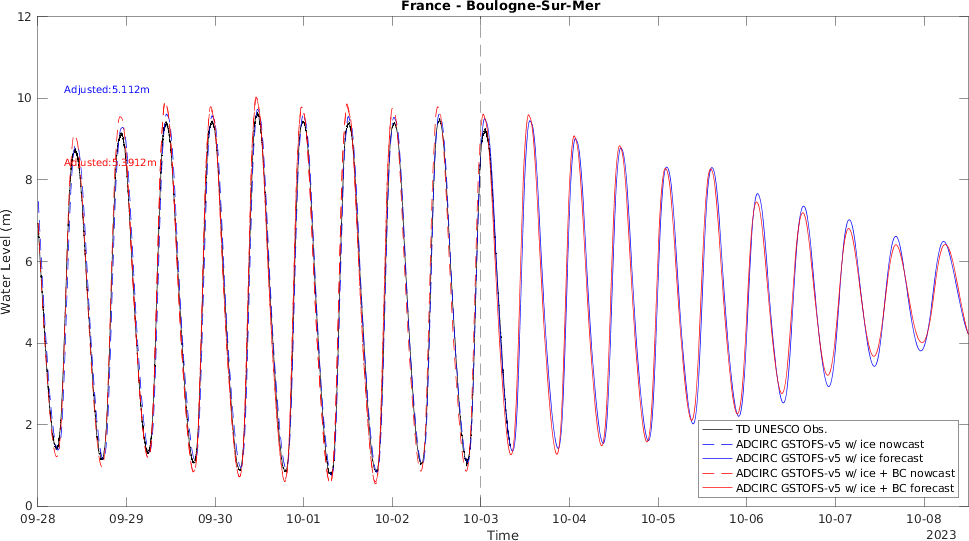 France - Boulogne-Sur-Mer
12
10
8
6
4
2
0
Water Level (m)
Adjusted:5.112m
Adjusted:5.3912m
TD UNESCO Obs.
ADCIRC GSTOFS-v5 w/ ice nowcast
ADCIRC GSTOFS-v5 w/ ice forecast
ADCIRC GSTOFS-v5 w/ ice + BC nowcast
ADCIRC GSTOFS-v5 w/ ice + BC forecast
09-28 09-29 09-30 10-01 10-02 10-03 10-04 10-05 10-06 10-07 10-08
Time
2023